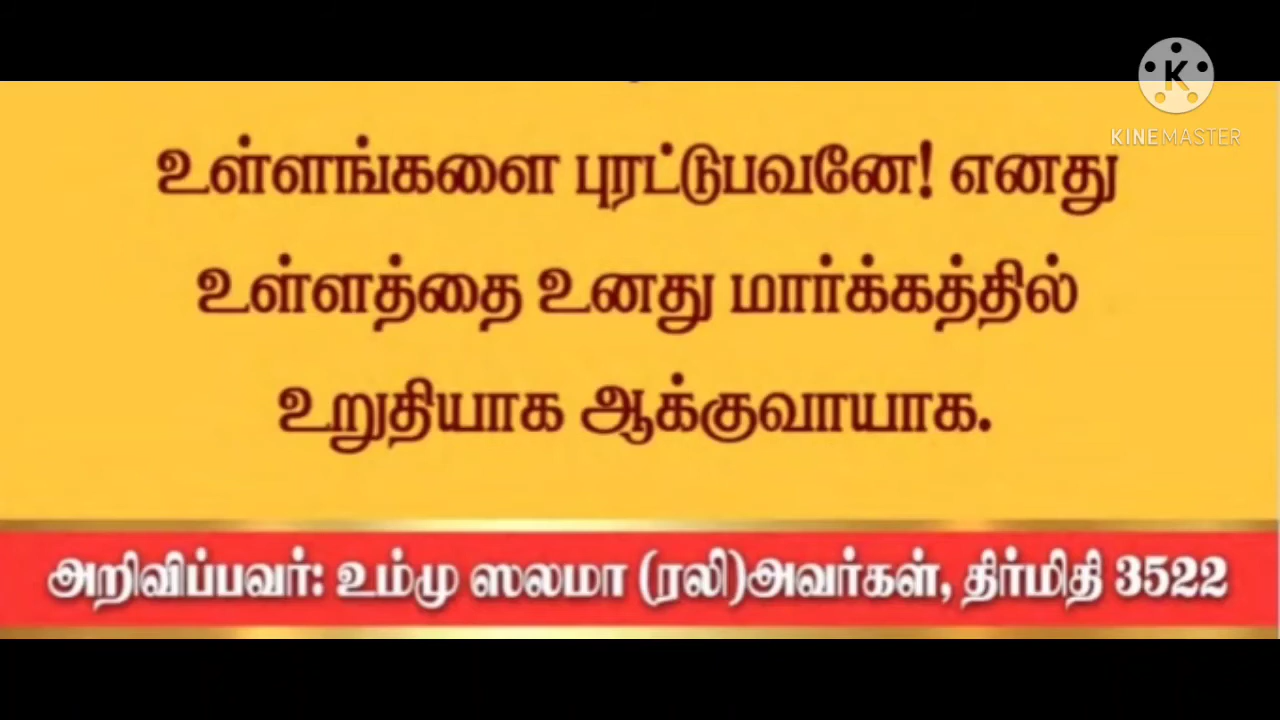 KINEMASTER
உள்ளங்களை புரட்டுபவனே! எனது
உள்ளத்தை உனது மார்க்கத்தில்
உறுதியாக ஆக்குவாயாக.
அறிவிப்பவர்: உம்மு ஸலமா (ரலி)அவர்கள், திர்மிதி 3522